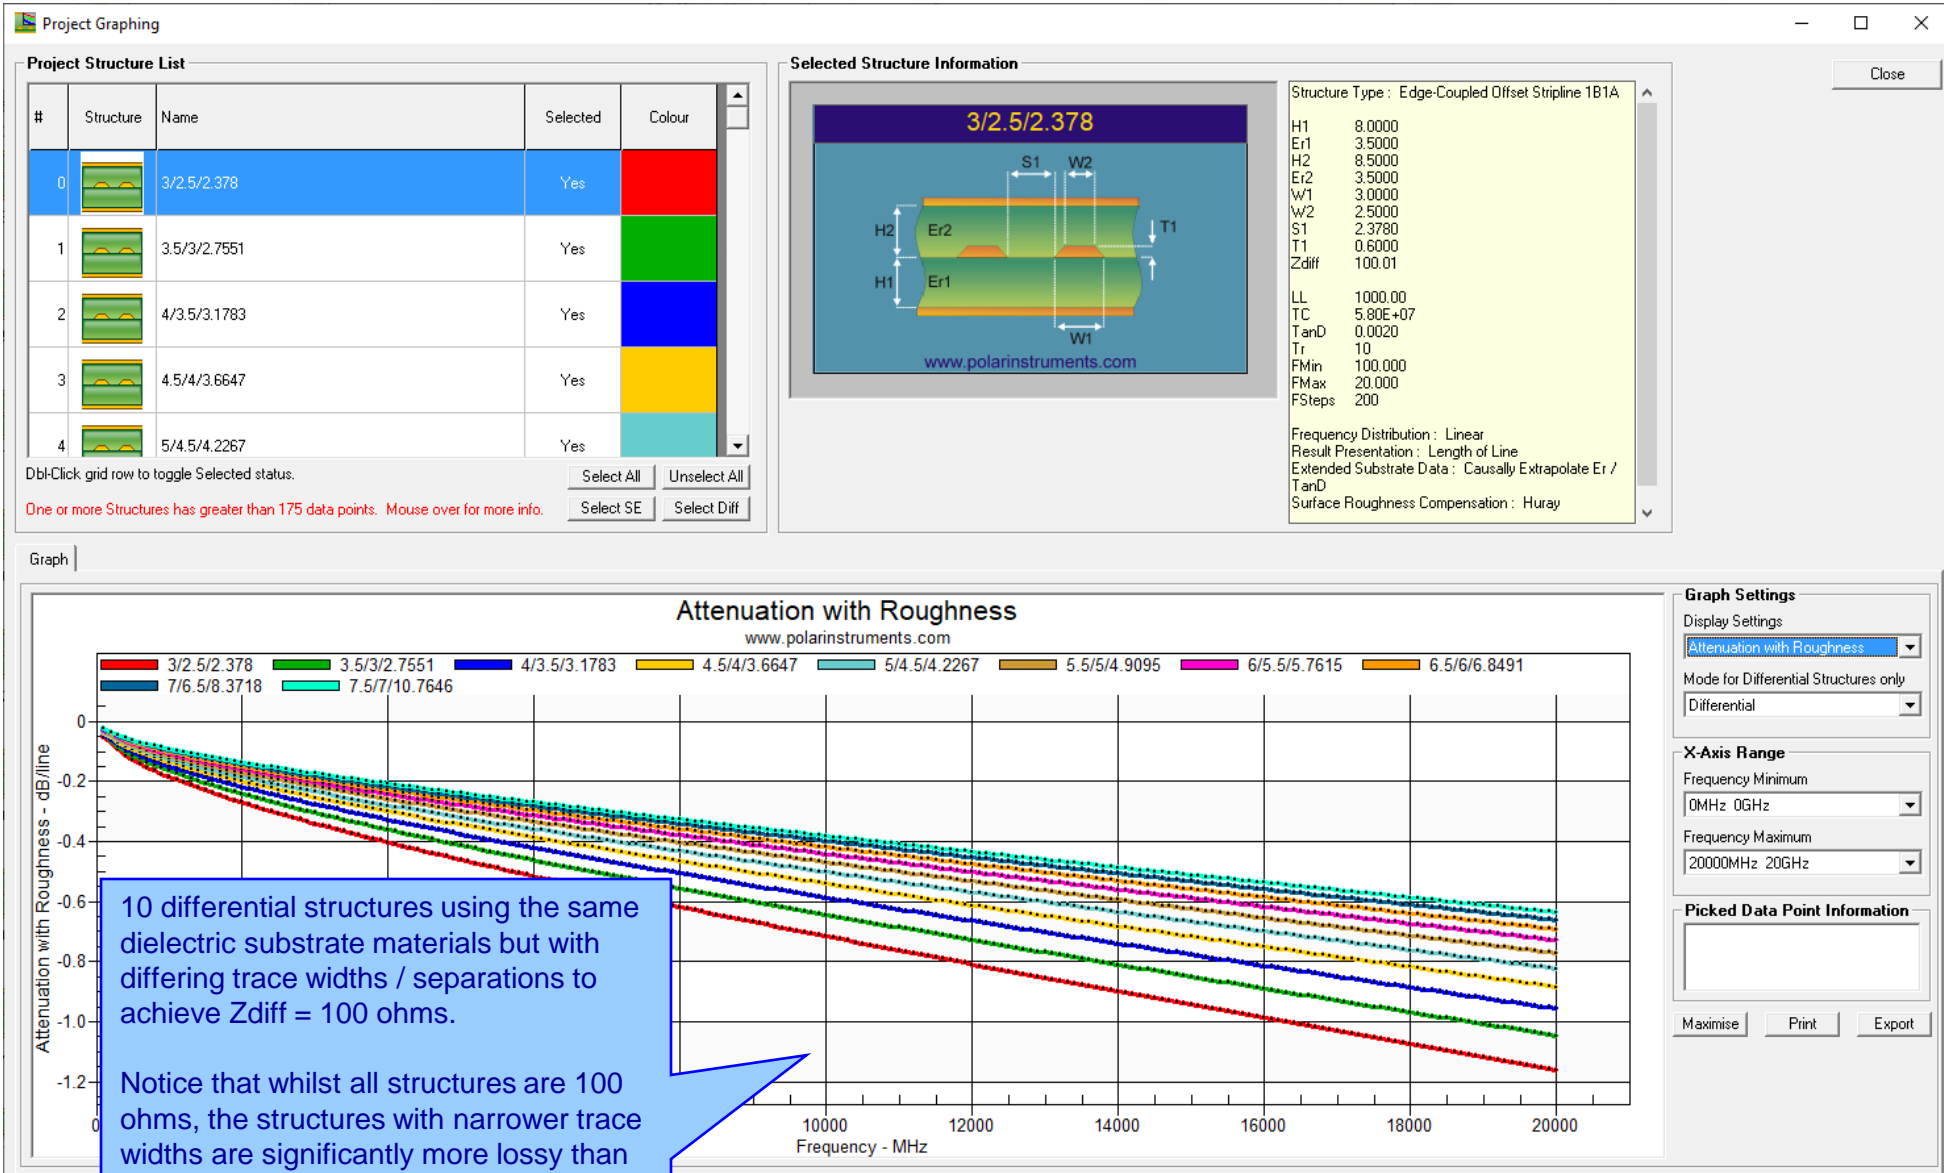 Project Graphing
Project Structure List
# Structure Name Selected Colour
0 3/2.5/2.378 Yes
1 3.5/3/2.7551 Yes
2 4/3.5/3.1783 Yes
3 4.5/4/3.6647 Yes
4 5/4.5/4.2267 Yes
Dbl-Click grid row to toggle Selected status.
Select All Unselect All
One or more Structures has greater than 175 data points. Mouse over for more info.
Select SE Select Diff
Selected Structure Information
3/2.5/2.378
S1 W2
H2 Er2 T1
H1 Er1
W1
www.polarinstruments.com
Structure Type : Edge-Coupled Offset Stripline 1B1A
H1 8.0000
Er1 3.5000
H2 8.5000
Er2 3.5000
W1 3.0000
W2 2.5000
S1 2.3780
T1 0.6000
Zdiff 100.01
LL 1000.00
TC 5.80E+07
TanD 0.0020
Tr 10
FMin 100.000
FMax 20.000
FSteps 200
Frequency Distribution : Linear
Result Presentation : Length of Line
Extended Substrate Data : Causally Extrapolate Er /
TanD
Surface Roughness Compensation : Huray
Close
Graph
Attenuation with Roughness
www.polarinstruments.com
3/2.5/2.378 3.5/3/2.7551 4/3.5/3.1783 4.5/4/3.6647 5/4.5/4.2267 5.5/5/4.9095 6/5.5/5.7615 6.5/6/6.8491
7/6.5/8.3718 7.5/7/10.7646
Attenuation with Roughness - dB/line
0
-0.2
-0.4
-0.6
-0.8
-1.0
-1.2
0 10000 12000 14000 16000 18000 20000
Frequency - MHz
10 differential structures using the same
dielectric substrate materials but with
differing trace widths / separations to
achieve Zdiff = 100 ohms.
Notice that whilst all structures are 100
ohms, the structures with narrower trace
widths are significantly more lossy than
Graph Settings
Display Settings
Attenuation with Roughness
Mode for Differential Structures only
Differential
X-Axis Range
Frequency Minimum
0MHz 0GHz
Frequency Maximum
20000MHz 20GHz
Picked Data Point Information
Maximise Print Export